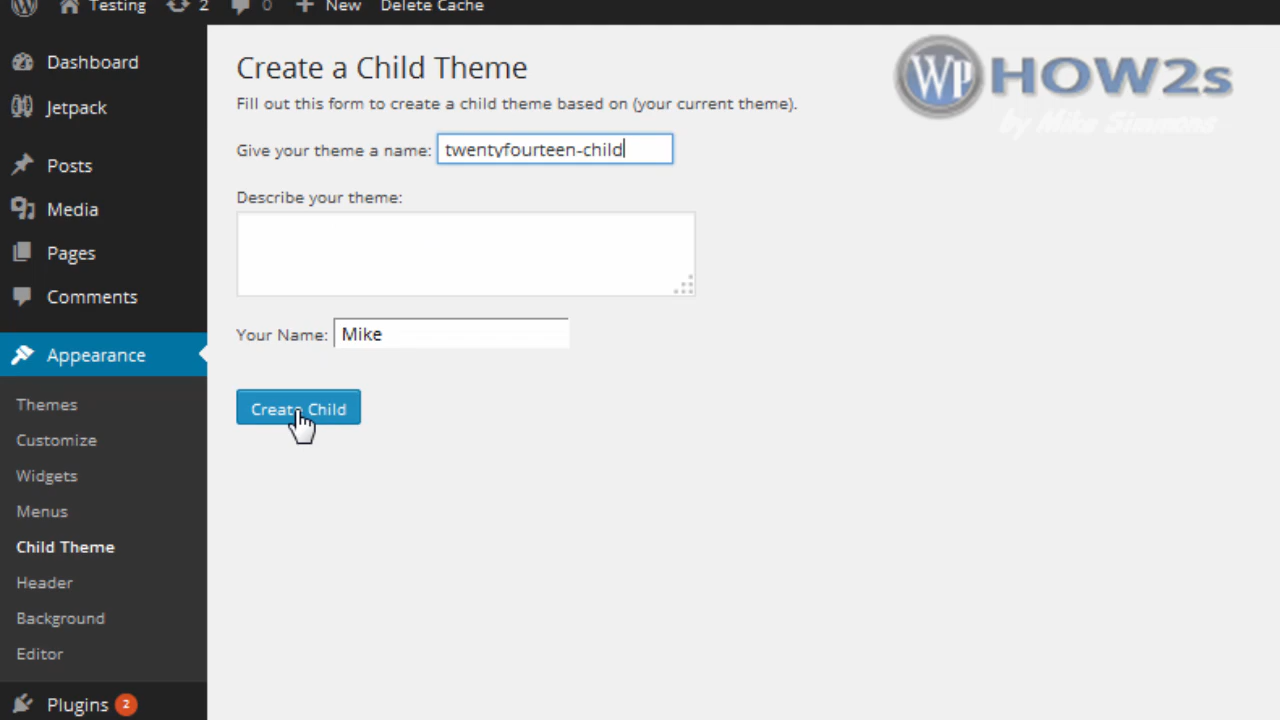 Testing 2 0 New Delete Cache
Dashboard
Jetpack
Posts
Media
Pages
Comments
Appearance
Themes
Customize
Widgets
Menus
Child Theme
Header
Background
Editor
Plugins 2
Create a Child Theme
Fill out this form to create a child theme based on (your current theme).
Give your theme a name: twentyfourteen-child
Describe your theme:
Your Name: Mike
Create Child
WP HOW2s
by Mike Simmons